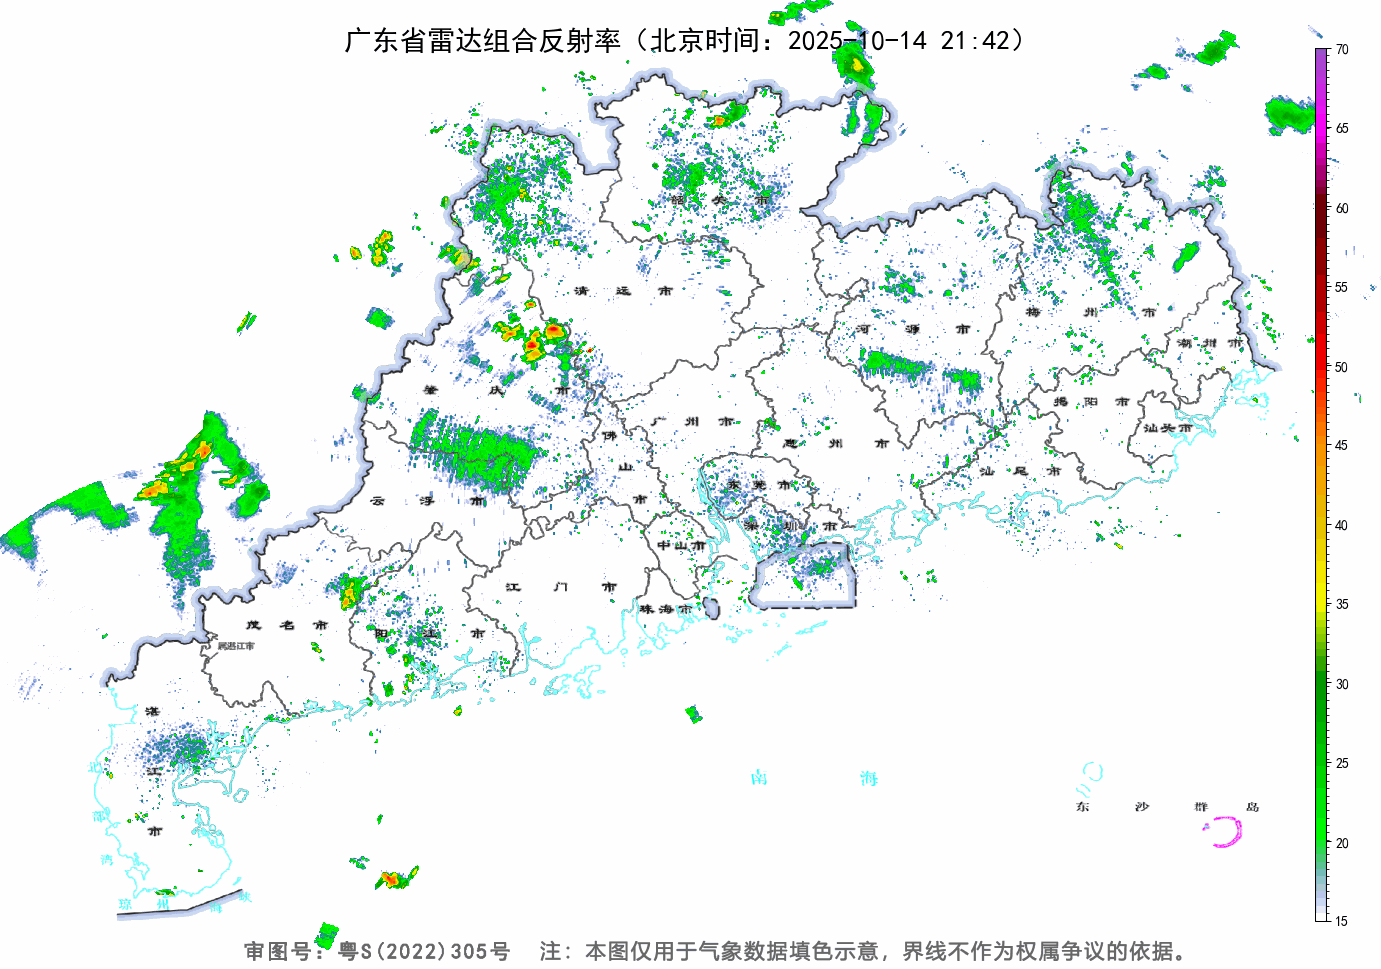 广东省雷达组合反射率（北京时间：2025-10-14 21:42）
70
65
60
55
50
45
40
35
30
25
20
15
韶关市
清远市
河源市
梅州市
潮州市
肇庆市
广州市
惠州市
揭阳市
汕头市
佛山市
云浮市
东莞市
汕尾市
深圳市
中山市
江门市
珠海市
茂名市
阳江市
属湛江市
湛江市
北部湾
琼州海峡
南海
东沙群岛
审图号：粤S(2022)305号 注：本图仅用于气象数据填色示意，界线不作为权属争议的依据。